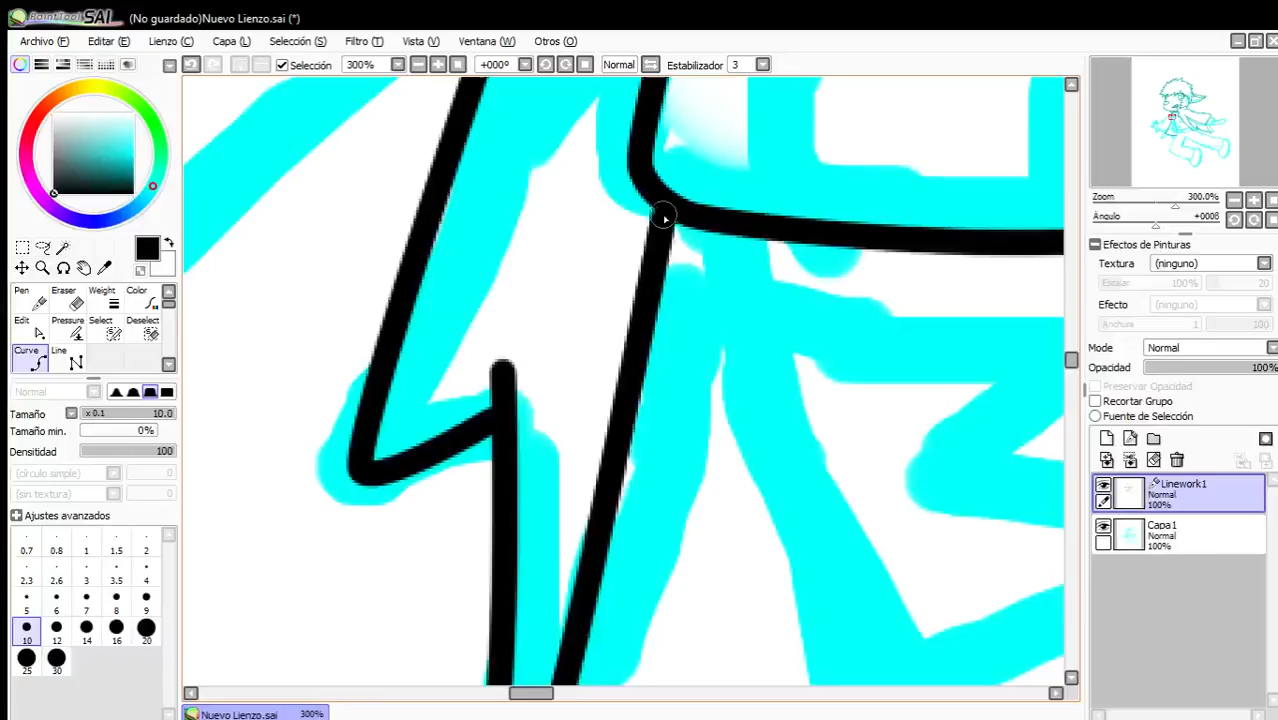 PaintTool SAI (No guardado)Nuevo Lienzo.sai (*)
Archivo (F) Editar (E) Lienzo (C) Capa (L) Selección (S) Filtro (T) Vista (V) Ventana (W) Otros (O)
Selección 300% +000º Normal Estabilizador 3
Zoom 300.0%
Ángulo +000ß
Efectos de Pinturas
Textura (ninguno)
Escalar 100% 20
Efecto (ninguno)
Anchura 1 100
Mode Normal
Opacidad 100%
Preservar Opacidad
Recortar Grupo
Fuente de Selección
Linework1
Normal
100%
Capa1
Normal
100%
Pen Eraser Weight Color
Edit Pressure Select Deselect
Curve Line
Normal
Tamaño x 0.1 10.0
Tamaño min. 0%
Densitidad 100
(círculo simple) 0
(sin textura) 0
Ajustes avanzados
0.7 0.8 1 1.5 2
2.3 2.6 3 3.5 4
5 6 7 8 9
10 12 14 16 20
25 30
Nuevo Lienzo.sai 300%